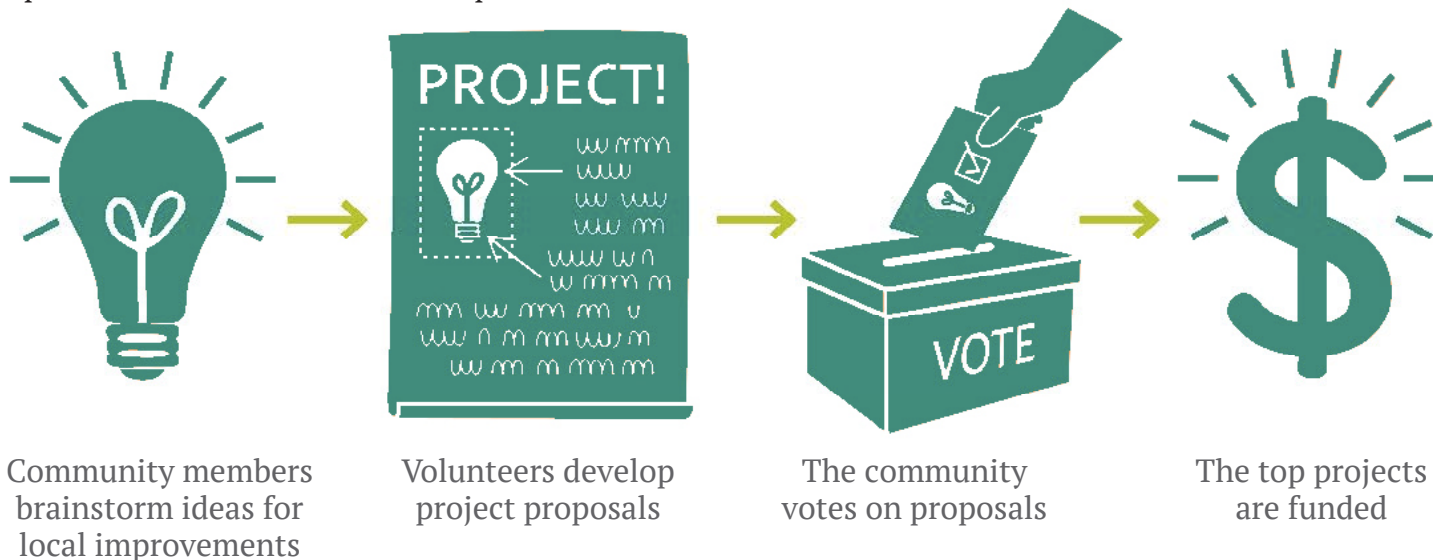 PROJECT!
VOTE
Community members
brainstorm ideas for
local improvements
Volunteers develop
project proposals
The community
votes on proposals
The top projects
are funded